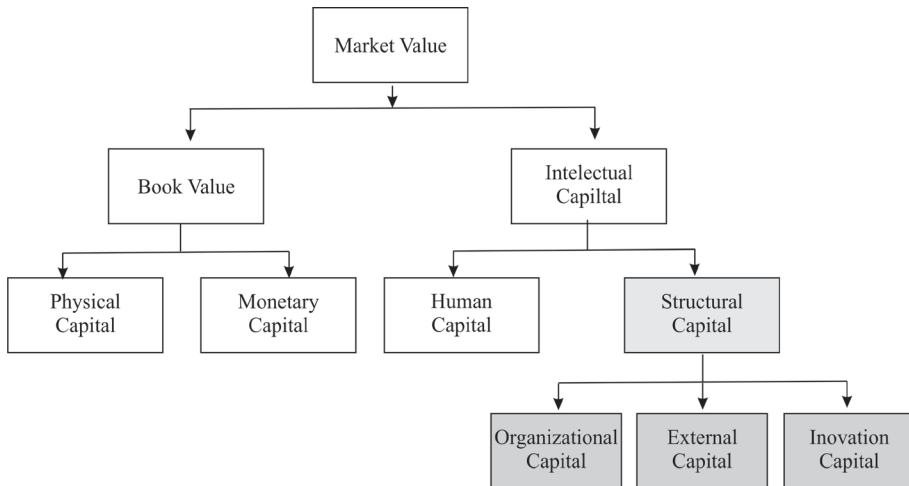 Market Value
Book Value
Intelectual
Capiltal
Physical
Capital
Monetary
Capital
Human
Capital
Structural
Capital
Organizational
Capital
External
Capital
Inovation
Capital